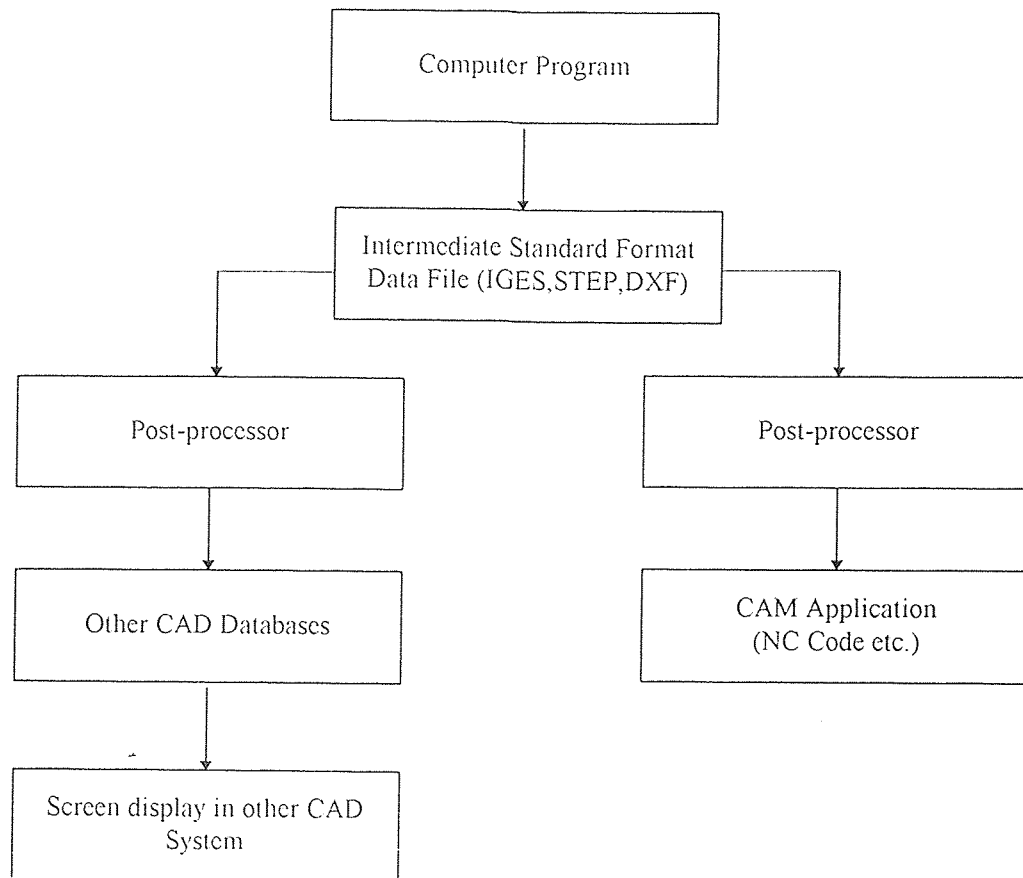 Computer Program
Intermediate Standard Format
Data File (IGES,STEP,DXF)
Post-processor
Post-processor
Other CAD Databases
CAM Application
(NC Code etc.)
Screen display in other CAD
System